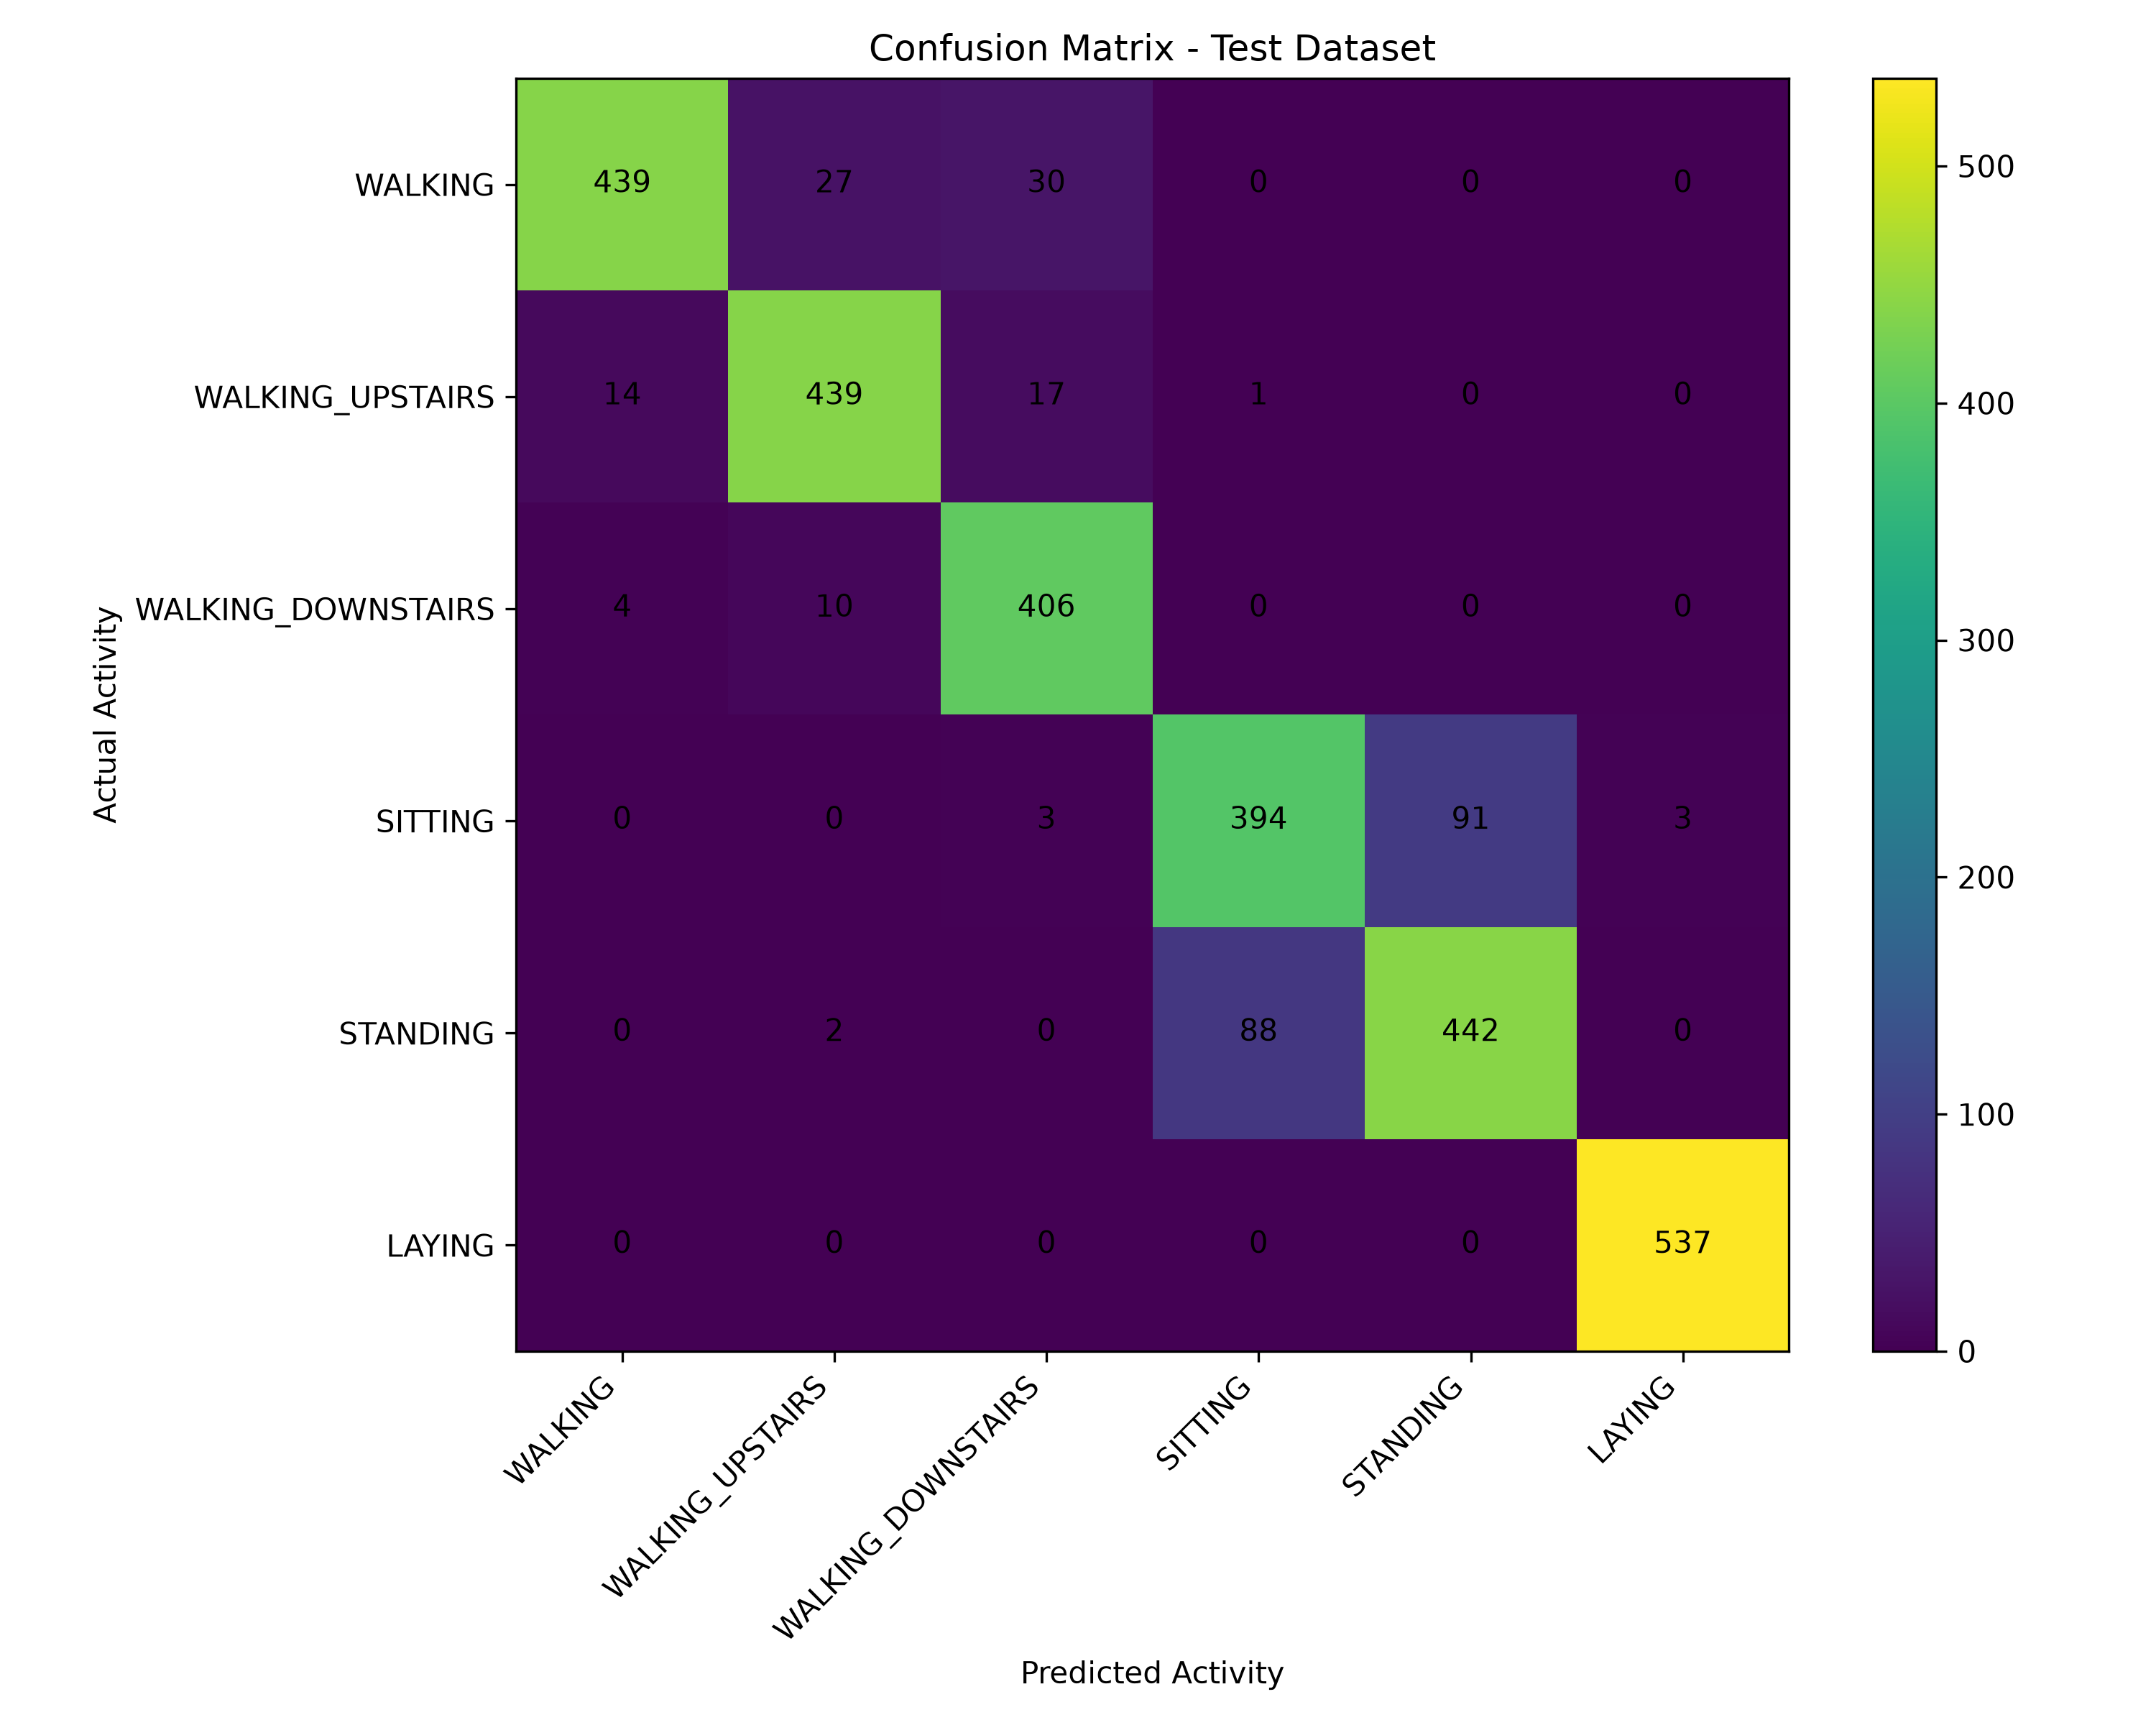 Confusion Matrix - Test Dataset
WALKING 439 27 30 0 0 0
WALKING_UPSTAIRS 14 439 17 1 0 0
WALKING_DOWNSTAIRS 4 10 406 0 0 0
SITTING 0 0 3 394 91 3
STANDING 0 2 0 88 442 0
LAYING 0 0 0 0 0 537
Actual Activity
WALKING
WALKING_UPSTAIRS
WALKING_DOWNSTAIRS
SITTING
STANDING
LAYING
Predicted Activity
500
400
300
200
100
0